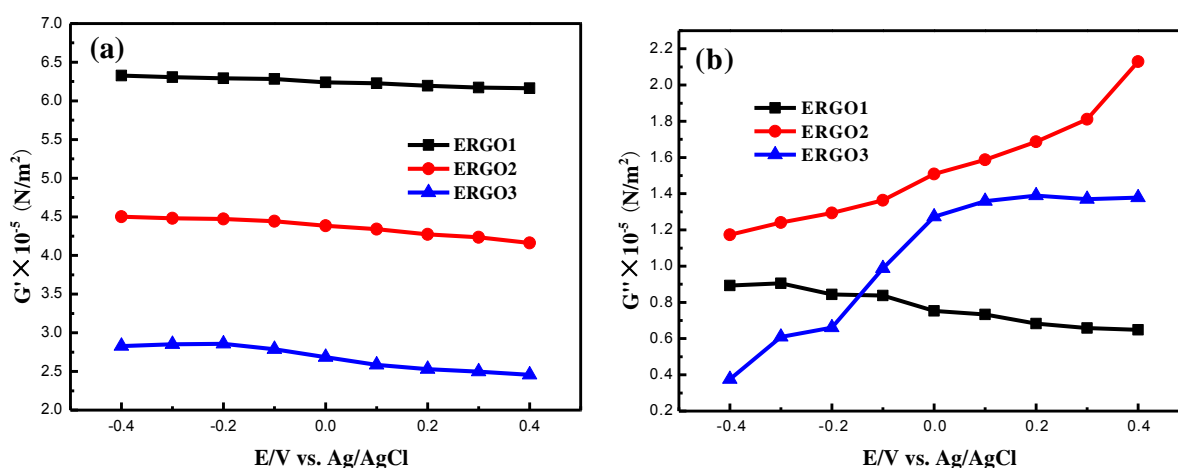 (a)
7.0
6.5
6.0
5.5
5.0
4.5
4.0
3.5
3.0
2.5
2.0
G'×10⁻⁵ (N/m²)
ERGO1
ERGO2
ERGO3
-0.4 -0.2 0.0 0.2 0.4
E/V vs. Ag/AgCl
(b)
2.2
2.0
1.8
1.6
1.4
1.2
1.0
0.8
0.6
0.4
0.2
G''×10⁻⁵ (N/m²)
ERGO1
ERGO2
ERGO3
-0.4 -0.2 0.0 0.2 0.4
E/V vs. Ag/AgCl